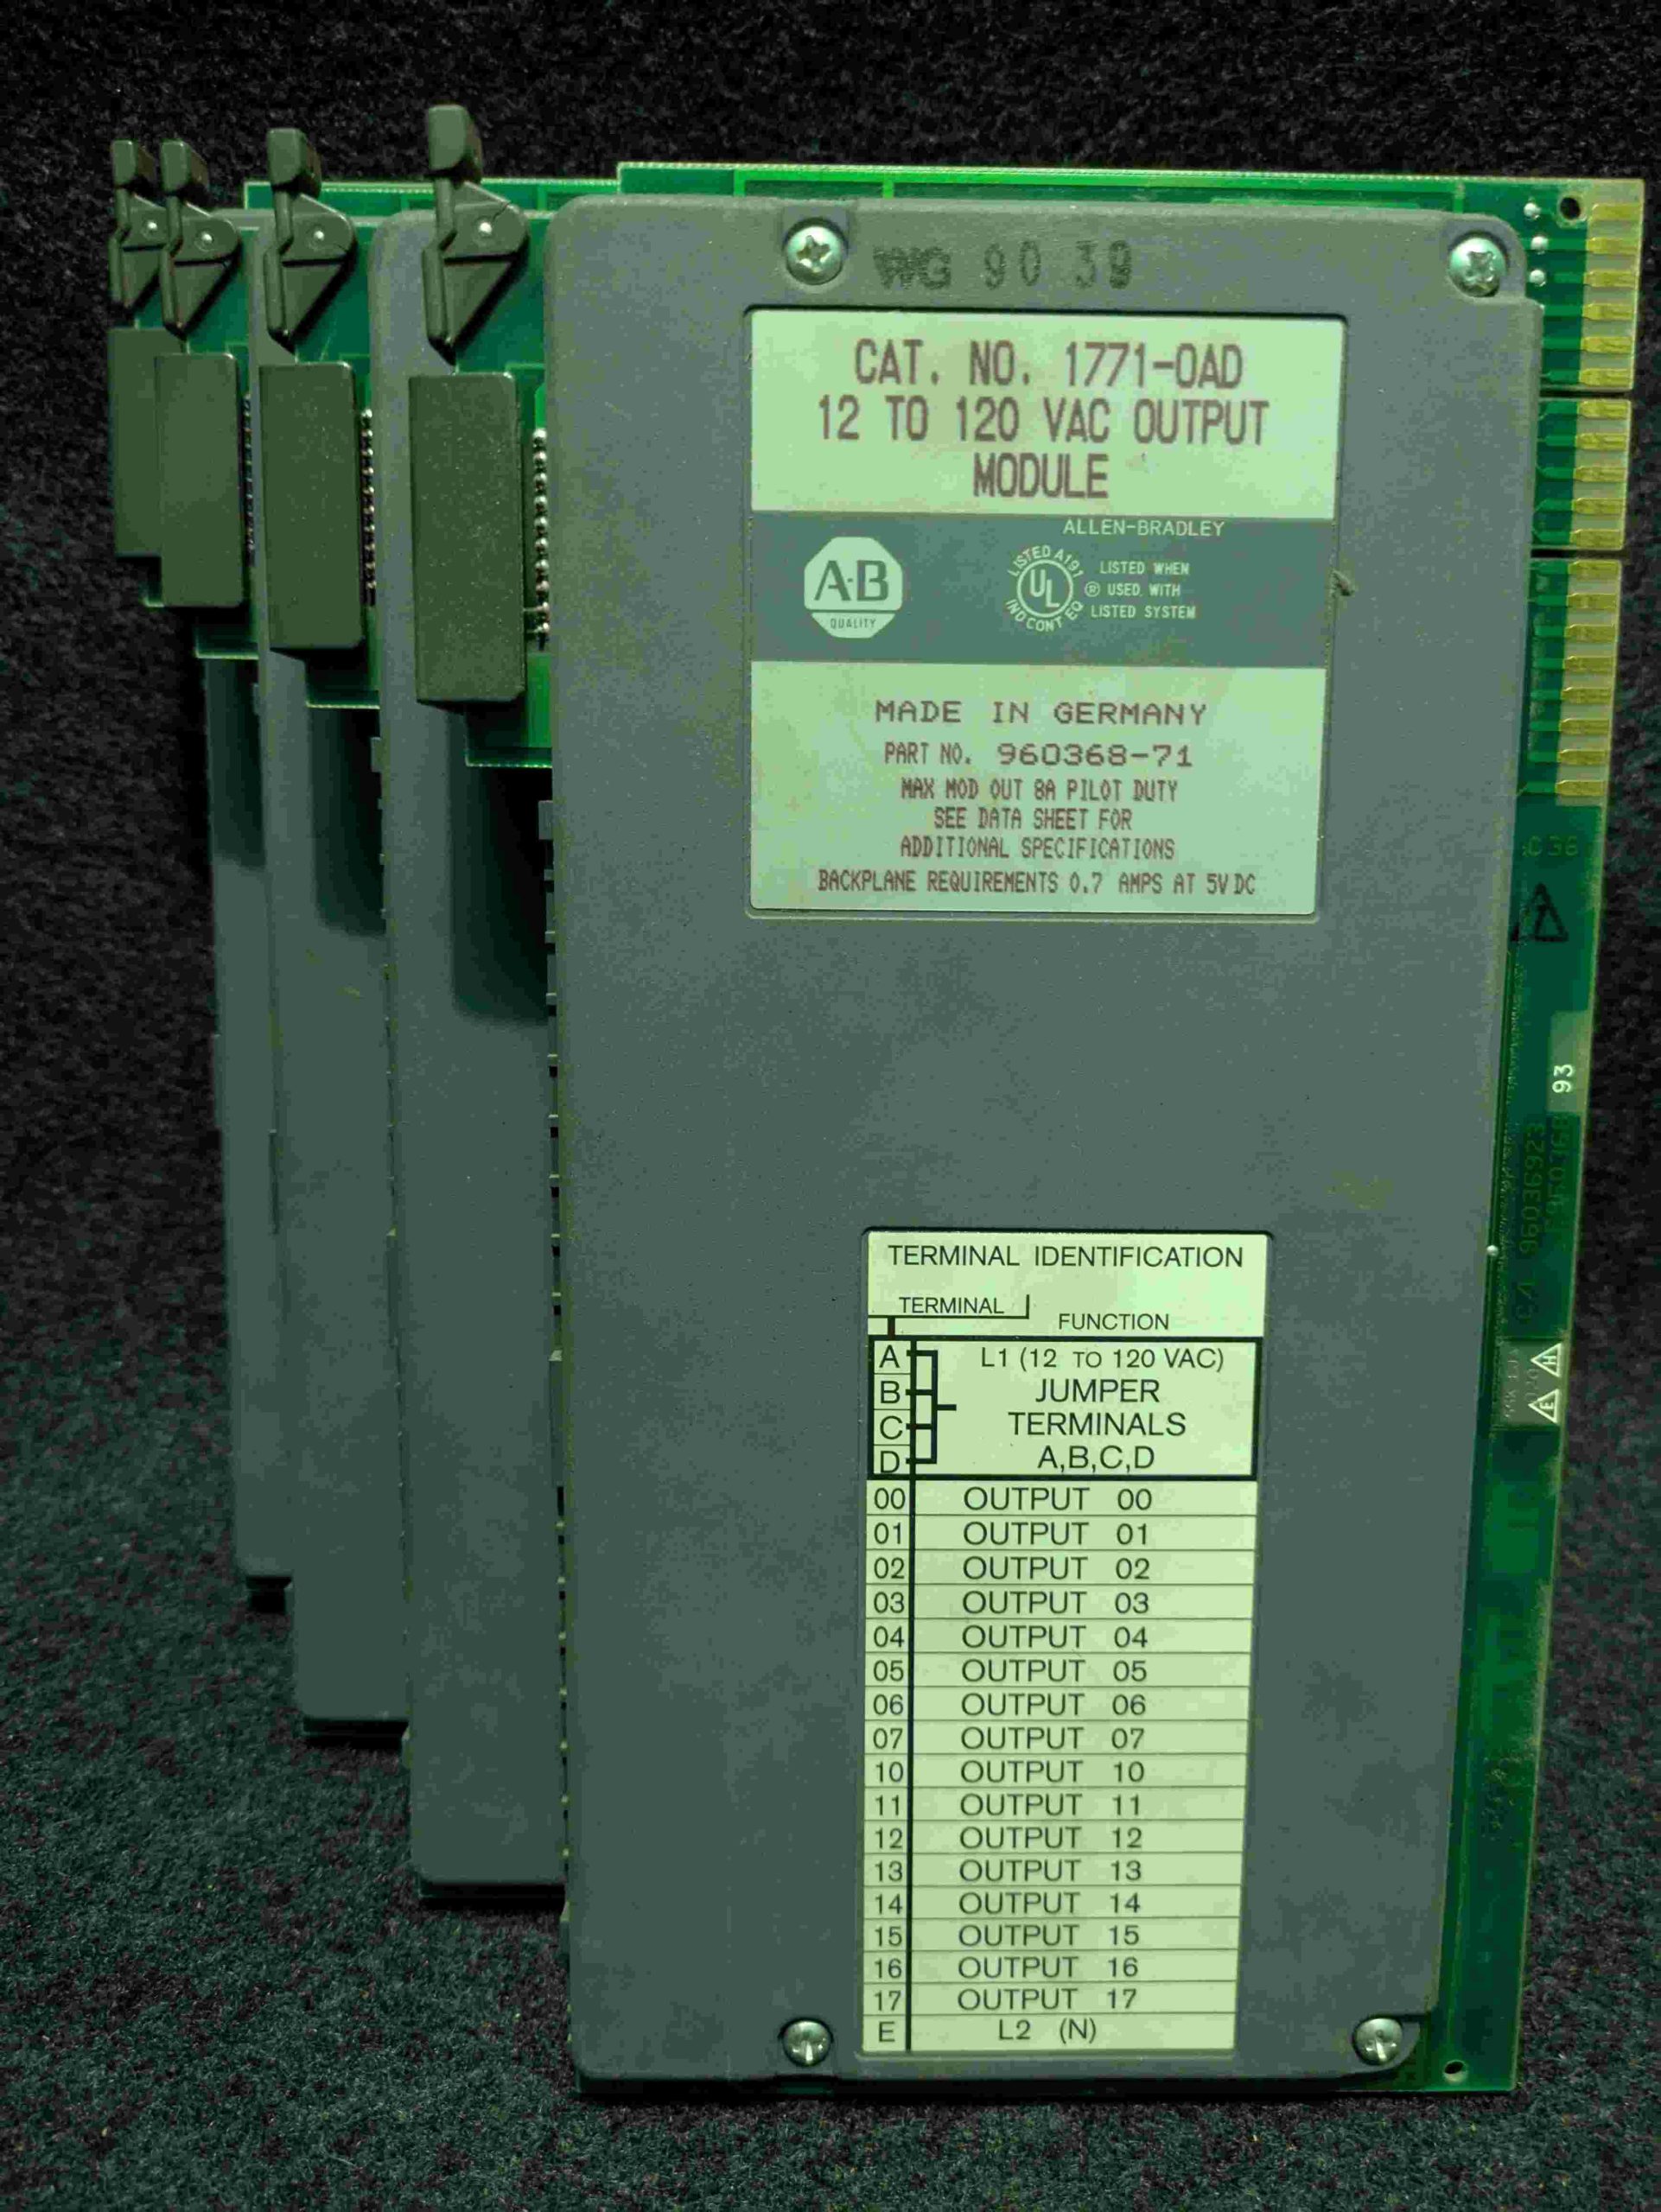 WG 90 39
CAT. NO. 1771-OAD
12 TO 120 VAC OUTPUT
MODULE
ALLEN-BRADLEY
A·B
QUALITY
LISTED A191
UL
IND CONT EQ
®
LISTED WHEN
USED WITH
LISTED SYSTEM
MADE IN GERMANY
PART NO. 960368-71
MAX MOD OUT 8A PILOT DUTY
SEE DATA SHEET FOR
ADDITIONAL SPECIFICATIONS
BACKPLANE REQUIREMENTS 0.7 AMPS AT 5V DC
TERMINAL IDENTIFICATION
TERMINAL
FUNCTION
A L1 (12 TO 120 VAC)
B JUMPER
C TERMINALS
D A,B,C,D
00 OUTPUT 00
01 OUTPUT 01
02 OUTPUT 02
03 OUTPUT 03
04 OUTPUT 04
05 OUTPUT 05
06 OUTPUT 06
07 OUTPUT 07
10 OUTPUT 10
11 OUTPUT 11
12 OUTPUT 12
13 OUTPUT 13
14 OUTPUT 14
15 OUTPUT 15
16 OUTPUT 16
17 OUTPUT 17
E L2 (N)
93
96036923
H
E